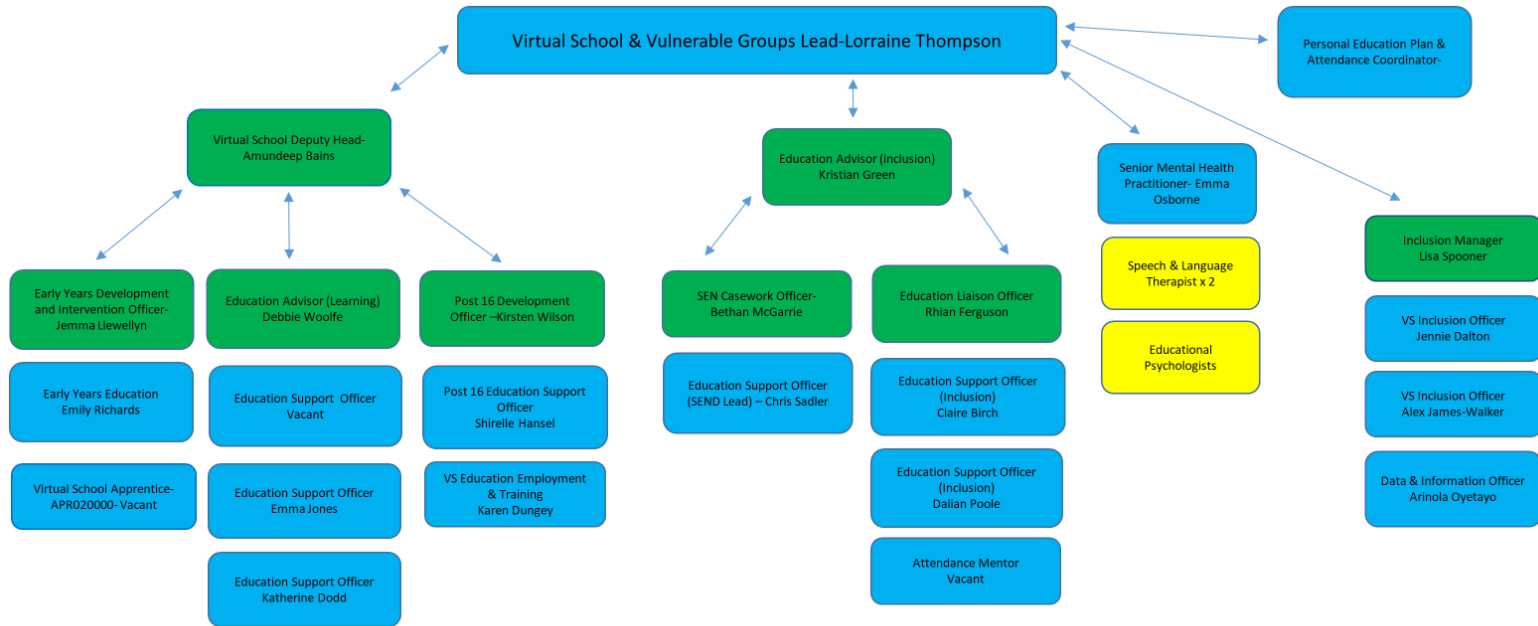 Virtual School & Vulnerable Groups Lead-Lorraine Thompson
Personal Education Plan &
Attendance Coordinator-
Virtual School Deputy Head-
Amundeep Bains
Education Advisor (inclusion)
Kristian Green
Senior Mental Health
Practitioner- Emma
Osborne
Speech & Language
Therapist x 2
Educational
Psychologists
Inclusion Manager
Lisa Spooner
VS Inclusion Officer
Jennie Dalton
VS Inclusion Officer
Alex James-Walker
Data & Information Officer
Arinola Oyetayo
Early Years Development
and Intervention Officer-
Jemma Llewellyn
Early Years Education
Emily Richards
Virtual School Apprentice-
APR020000- Vacant
Education Advisor (Learning)
Debbie Woolfe
Education Support  Officer
Vacant
Education Support Officer
Emma Jones
Education Support Officer
Katherine Dodd
Post 16 Development
Officer –Kirsten Wilson
Post 16 Education Support
Officer
Shirelle Hansel
VS Education Employment
& Training
Karen Dungey
SEN Casework Officer-
Bethan McGarrie
Education Support Officer
(SEND Lead) – Chris Sadler
Education Liaison Officer
Rhian Ferguson
Education Support Officer
(Inclusion)
Claire Birch
Education Support Officer
(Inclusion)
Dalian Poole
Attendance Mentor
Vacant